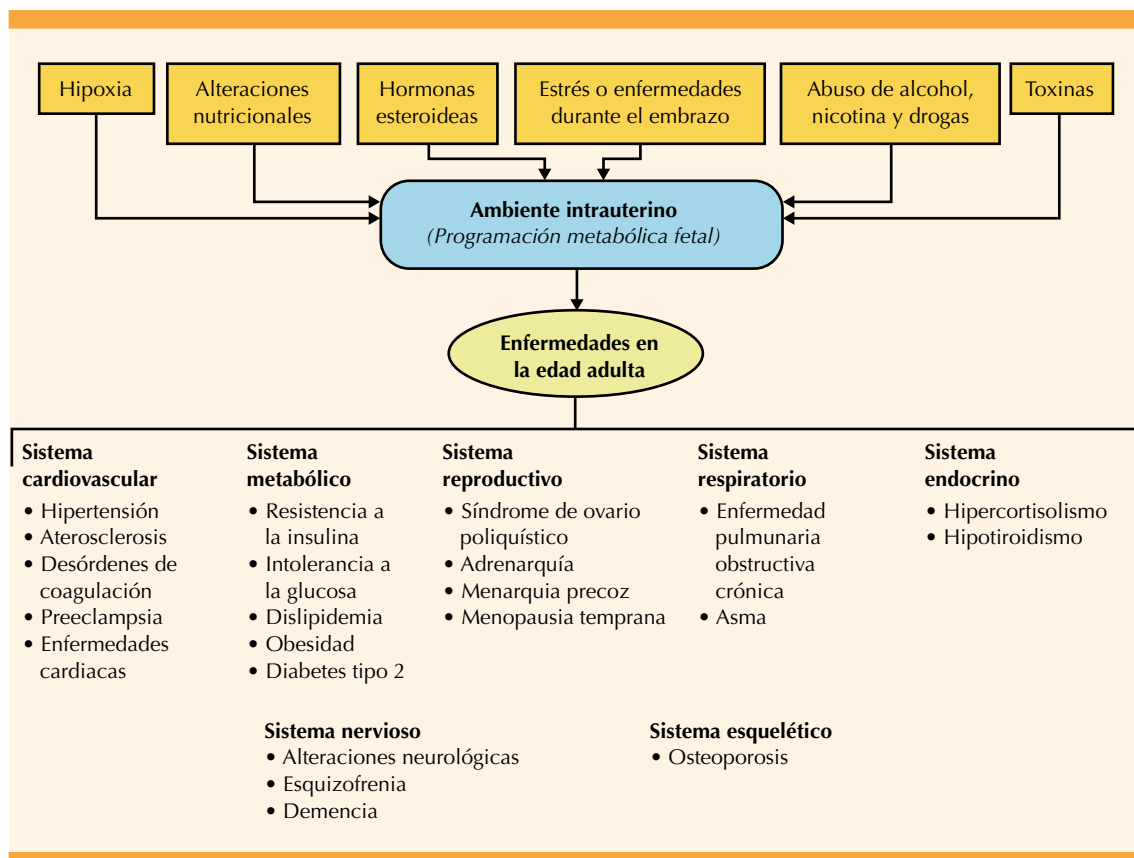 Hipoxia
Alteraciones
nutricionales
Hormonas
esteroideas
Estrés o enfermedades
durante el embrazo
Abuso de alcohol,
nicotina y drogas
Toxinas
Ambiente intrauterino
(Programación metabólica fetal)
Enfermedades en
la edad adulta
Sistema
cardiovascular
• Hipertensión
• Aterosclerosis
• Desórdenes de
coagulación
• Preeclampsia
• Enfermedades
cardiacas
Sistema
metabólico
• Resistencia a
la insulina
• Intolerancia a
la glucosa
• Dislipidemia
• Obesidad
• Diabetes tipo 2
Sistema
reproductivo
• Síndrome de ovario
poliquístico
• Adrenarquía
• Menarquia precoz
• Menopausia temprana
Sistema
respiratorio
• Enfermedad
pulmunaria
obstructiva
crónica
• Asma
Sistema
endocrino
• Hipercortisolismo
• Hipotiroidismo
Sistema nervioso
• Alteraciones neurológicas
• Esquizofrenia
• Demencia
Sistema esquelético
• Osteoporosis